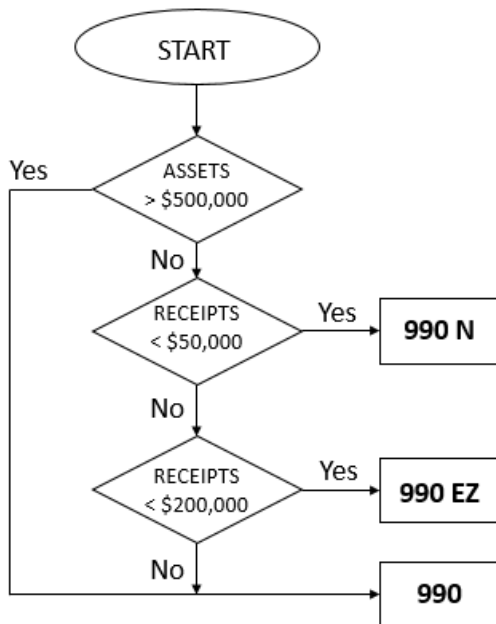 START
Yes
ASSETS
> $500,000
No
RECEIPTS
< $50,000
Yes
990 N
No
RECEIPTS
< $200,000
Yes
990 EZ
No
990